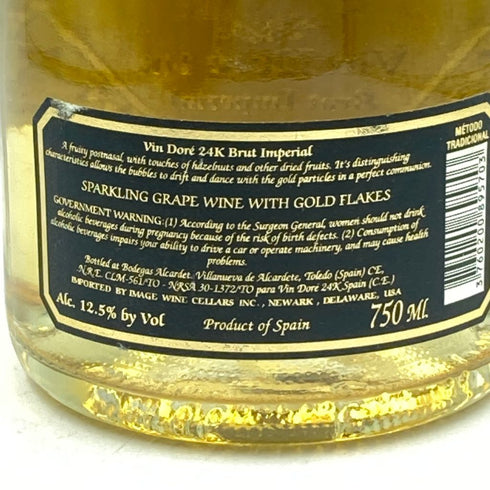 Vin Doré 24K Brut Imperial
A fruity postnasal, with touches of hazelnuts and other dried fruits. It's distinguishing
characteristics allows the bubbles to drift and dance with the gold particles in a perfect communion.
SPARKLING GRAPE WINE WITH GOLD FLAKES
GOVERNMENT WARNING:(1) According to the Surgeon General, women should not drink
alcoholic beverages during pregnancy because of the risk of birth defects. (2) Consumption of
alcoholic beverages impairs your ability to drive a car or operate machinery, and may cause health
problems.
Bottled at Bodegas Alcardet. Villanueva de Alcardete, Toledo (Spain) CE,
N.R.E. CLM-561/TO - NRSA 30-1372/TO para Vin Doré 24K Spain (C.E.)
IMPORTED BY IMAGE WINE CELLARS INC., NEWARK, DELAWARE, USA
Alc. 12.5% by Vol
Product of Spain
750 Ml.
MÉTODO
TRADICIONAL
3 760200 895703